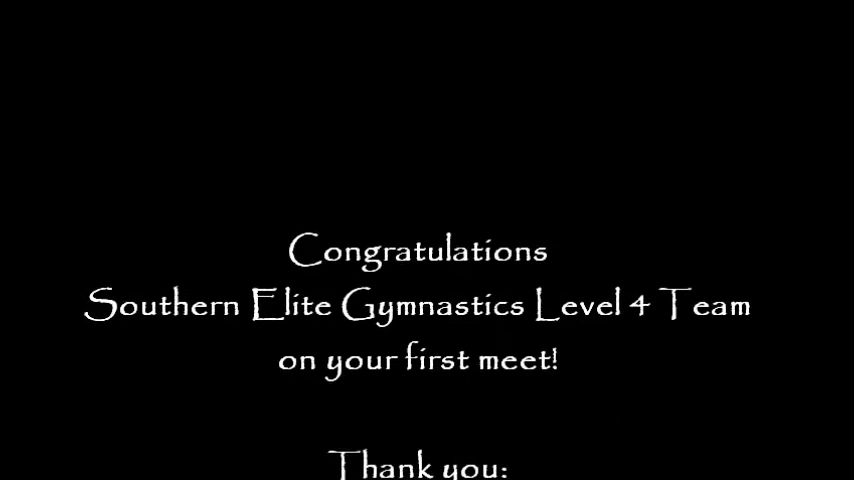 Congratulations
Southern Elite Gymnastics Level 4 Team
on your first meet!
Thank you: